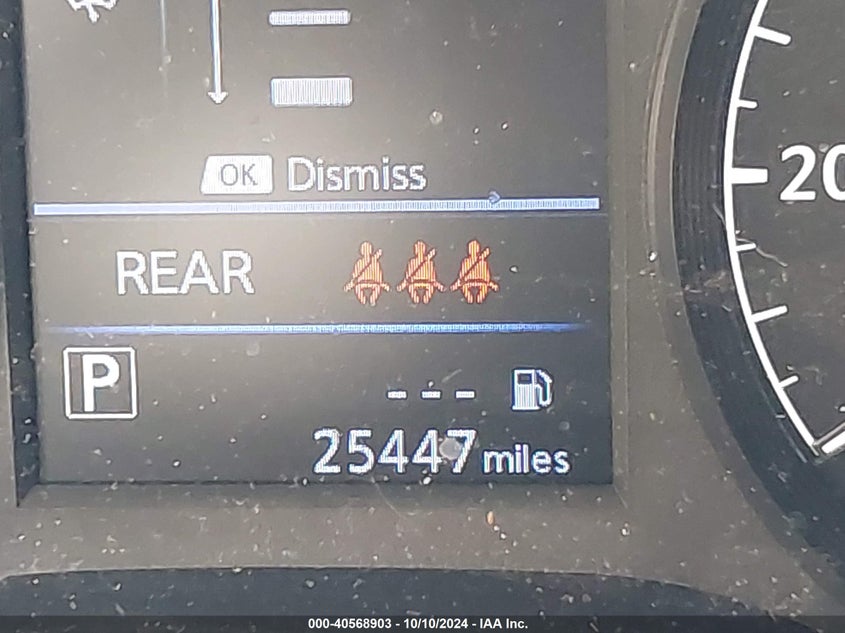 OK Dismiss
20
REAR
P
---
25447 miles
000-40568903 - 10/10/2024 - IAA Inc.